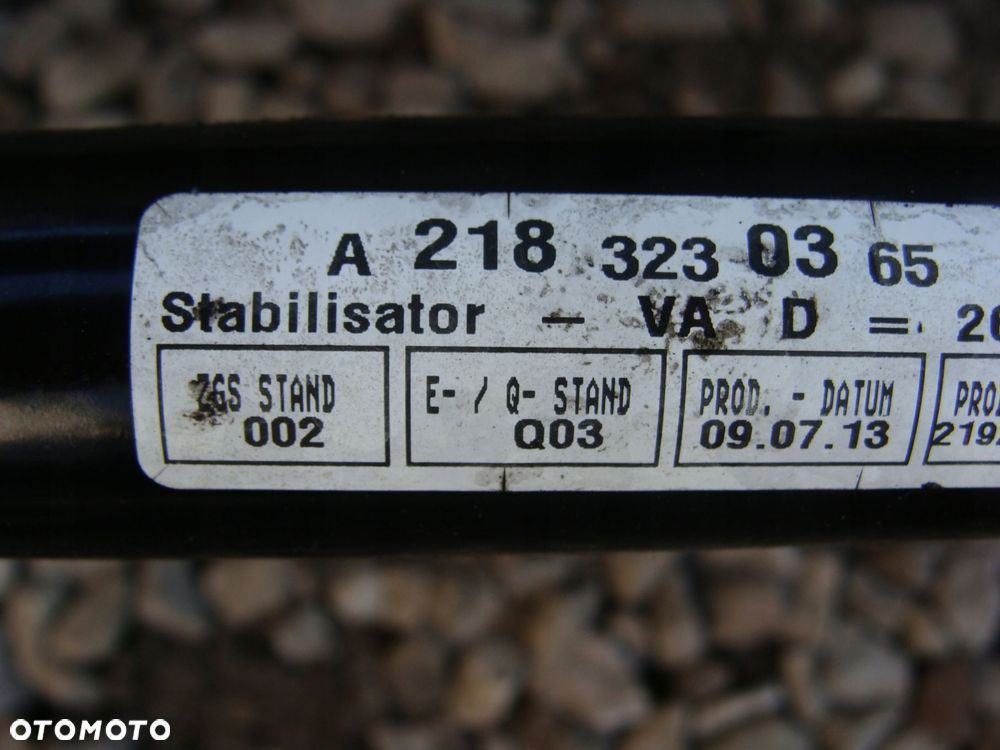 A 218 323 03 65
Stabilisator - VA D =
ZGS STAND
002
E- / Q- STAND
Q03
PROD. - DATUM
09.07.13
OTOMOTO